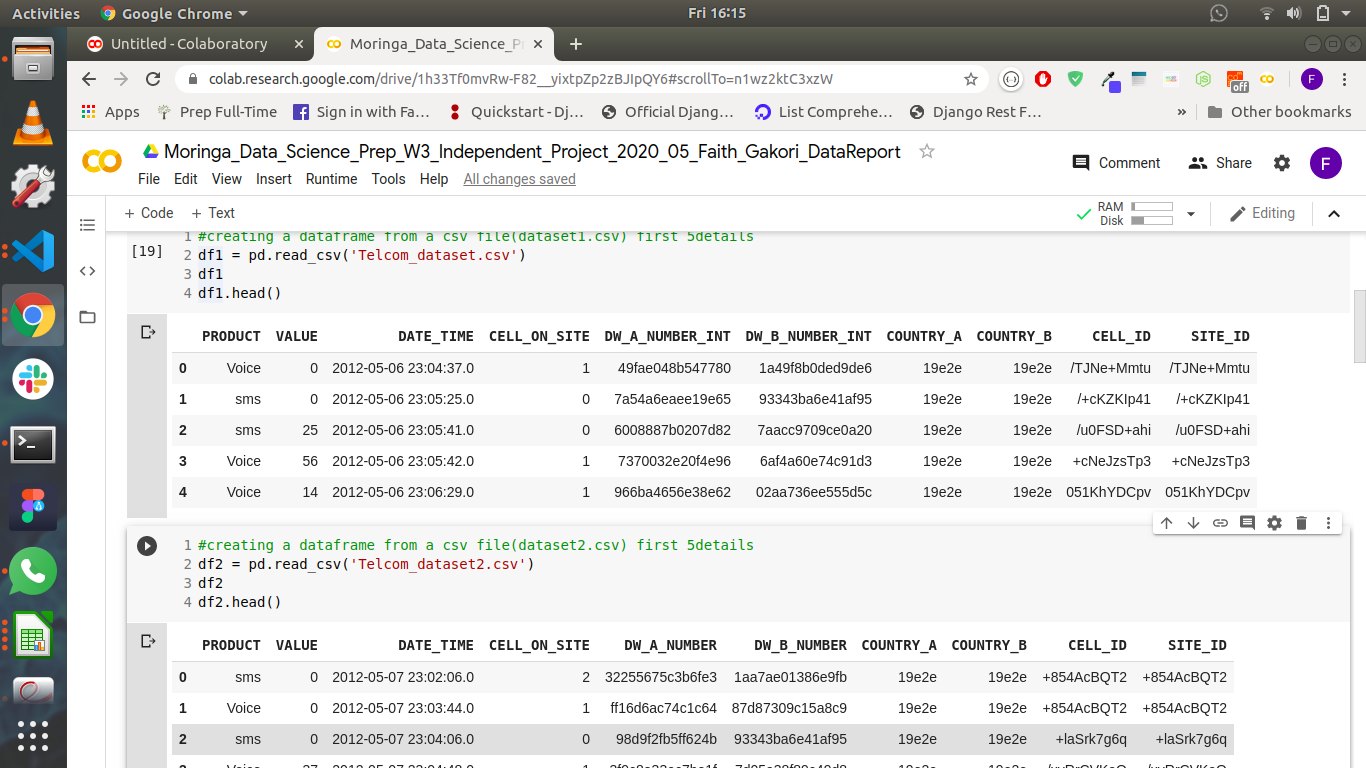 Activities Google Chrome Fri 16:15
Untitled - Colaboratory Moringa_Data_Science_Pr
colab.research.google.com/drive/1h33Tf0mvRw-F82__yixtpZp2zBJIpQY6#scrollTo=n1wz2ktC3xzW off F
Apps Prep Full-Time Sign in with Fa… Quickstart - Dj… Official Djang… List Comprehe… Django Rest F… » Other bookmarks
Moringa_Data_Science_Prep_W3_Independent_Project_2020_05_Faith_Gakori_DataReport
Comment Share F
File Edit View Insert Runtime Tools Help All changes saved
+ Code + Text RAM Disk Editing
1 #creating a dataframe from a csv file(dataset1.csv) first 5details
[19] 2 df1 = pd.read_csv('Telcom_dataset.csv')
3 df1
4 df1.head()
PRODUCT VALUE DATE_TIME CELL_ON_SITE DW_A_NUMBER_INT DW_B_NUMBER_INT COUNTRY_A COUNTRY_B CELL_ID SITE_ID
0 Voice 0 2012-05-06 23:04:37.0 1 49fae048b547780 1a49f8b0ded9de6 19e2e 19e2e /TJNe+Mmtu /TJNe+Mmtu
1 sms 0 2012-05-06 23:05:25.0 0 7a54a6eaee19e65 93343ba6e41af95 19e2e 19e2e /+cKZKIp41 /+cKZKIp41
2 sms 25 2012-05-06 23:05:41.0 0 6008887b0207d82 7aacc9709ce0a20 19e2e 19e2e /u0FSD+ahi /u0FSD+ahi
3 Voice 56 2012-05-06 23:05:42.0 1 7370032e20f4e96 6af4a60e74c91d3 19e2e 19e2e +cNeJzsTp3 +cNeJzsTp3
4 Voice 14 2012-05-06 23:06:29.0 1 966ba4656e38e62 02aa736ee555d5c 19e2e 19e2e 051KhYDCpv 051KhYDCpv
1 #creating a dataframe from a csv file(dataset2.csv) first 5details
2 df2 = pd.read_csv('Telcom_dataset2.csv')
3 df2
4 df2.head()
PRODUCT VALUE DATE_TIME CELL_ON_SITE DW_A_NUMBER DW_B_NUMBER COUNTRY_A COUNTRY_B CELL_ID SITE_ID
0 sms 0 2012-05-07 23:02:06.0 2 32255675c3b6fe3 1aa7ae01386e9fb 19e2e 19e2e +854AcBQT2 +854AcBQT2
1 Voice 0 2012-05-07 23:03:44.0 1 ff16d6ac74c1c64 87d87309c15a8c9 19e2e 19e2e +854AcBQT2 +854AcBQT2
2 sms 0 2012-05-07 23:04:06.0 0 98d9f2fb5ff624b 93343ba6e41af95 19e2e 19e2e +laSrk7g6q +laSrk7g6q